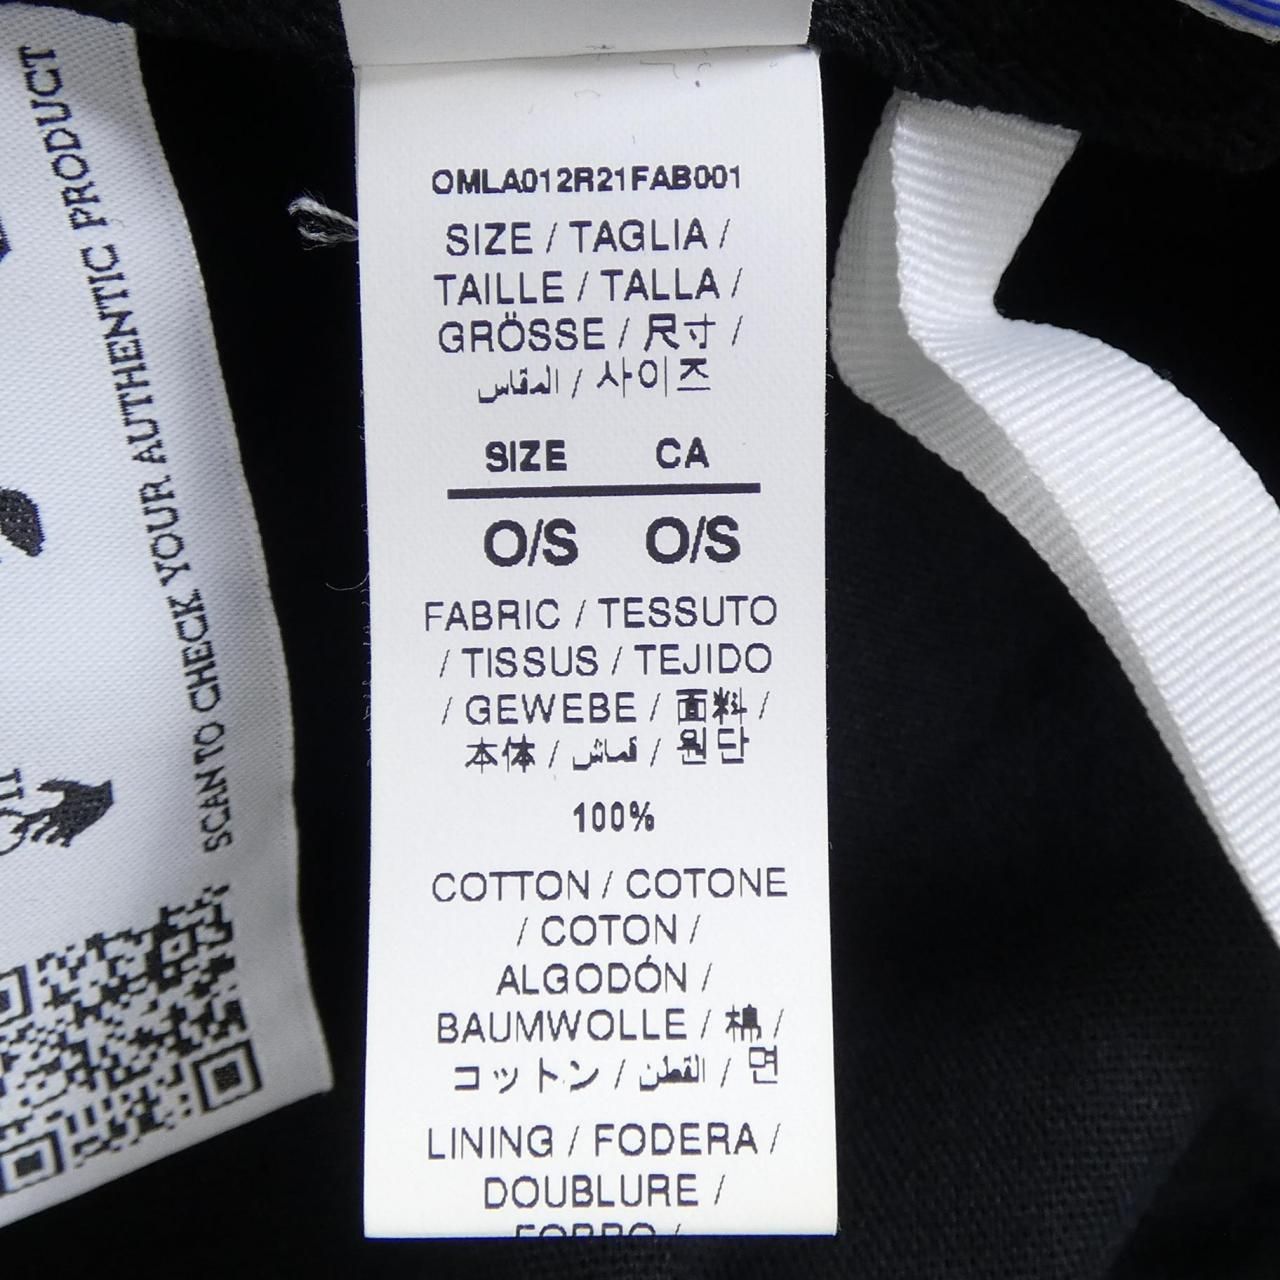 OMLA012R21FAB001
SIZE / TAGLIA /
TAILLE / TALLA /
GRÖSSE / 尺寸 /
المقاس / 사이즈
SIZE CA
O/S O/S
FABRIC / TESSUTO
/ TISSUS / TEJIDO
/ GEWEBE / 面料 /
本体 / قماش / 원단
100%
COTTON / COTONE
/ COTON /
ALGODÓN /
BAUMWOLLE / 棉 /
コットン / القطن / 면
LINING / FODERA /
DOUBLURE /
FORRO /
SCAN TO CHECK YOUR AUTHENTIC PRODUCT